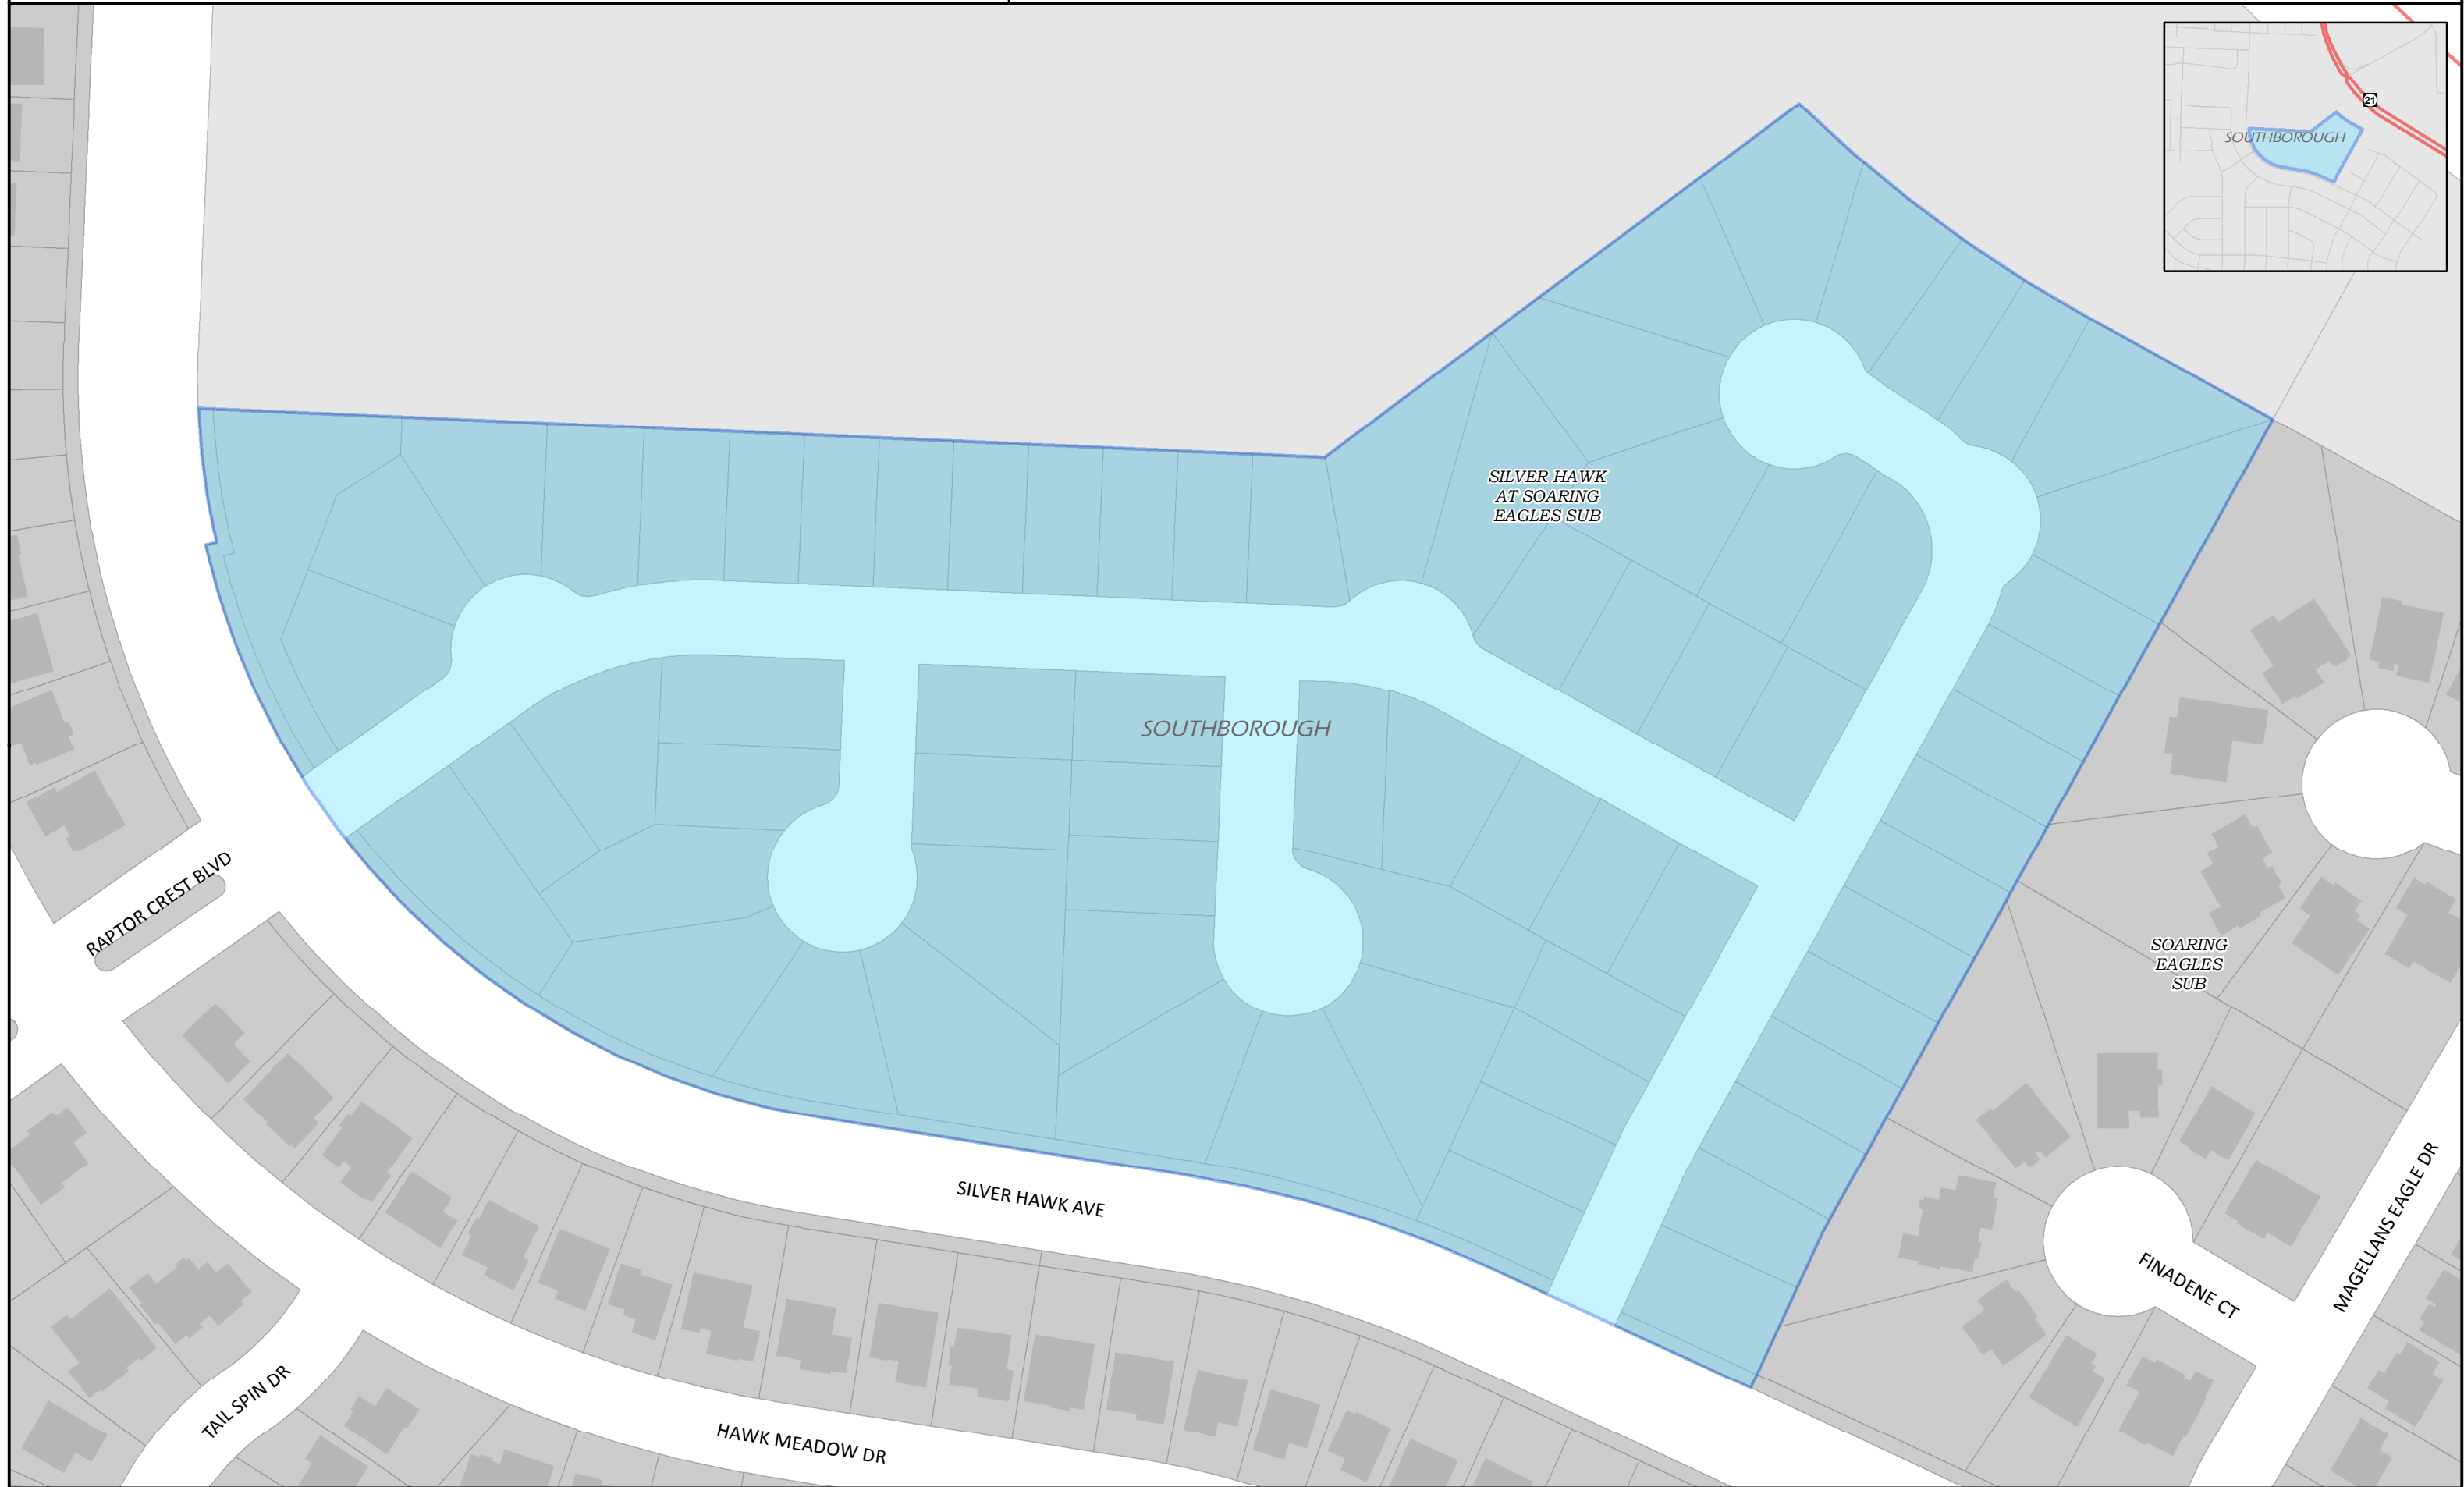 21
SOUTHBOROUGH
SILVER HAWK
AT SOARING
EAGLES SUB
SOUTHBOROUGH
RAPTOR CREST BLVD
SOARING
EAGLES
SUB
SILVER HAWK AVE
MAGELLANS EAGLE DR
FINADENE CT
TAIL SPIN DR
HAWK MEADOW DR